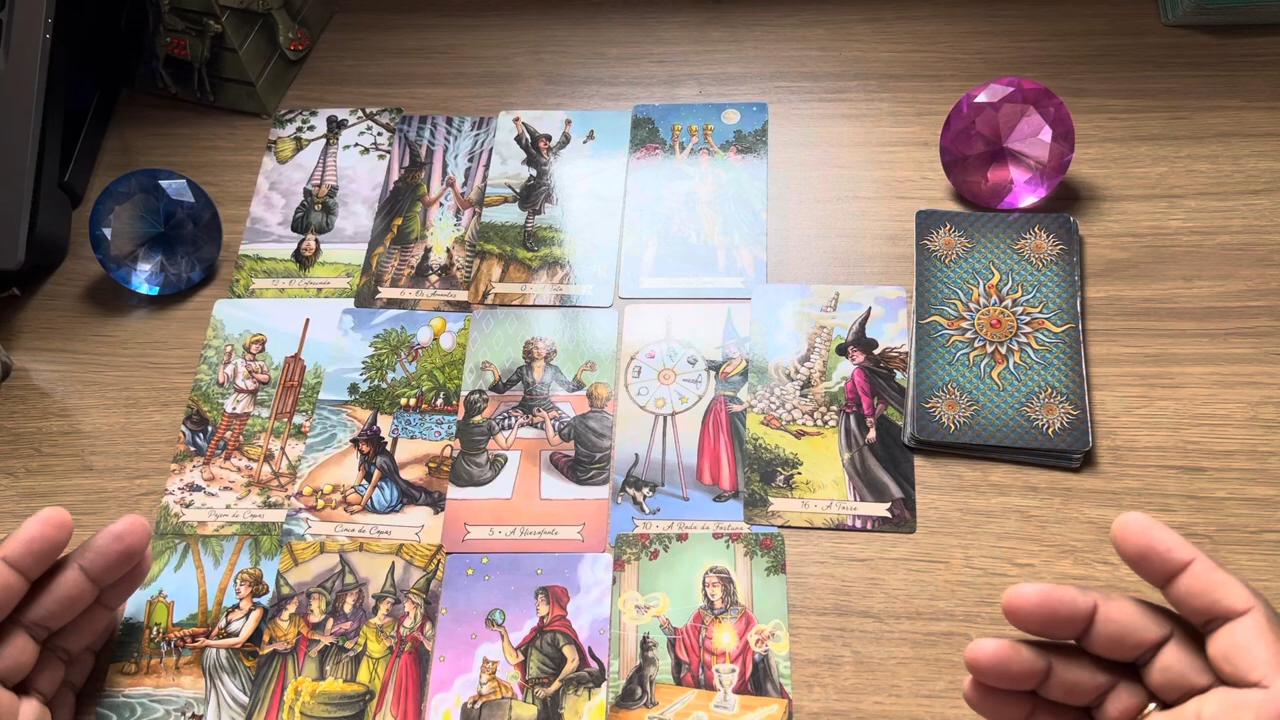 12 • O Enforcado
6 • Os Amantes
0 •
Pajem de Copas
Cinco de Copas
5 • A Hierofante
10 • A Roda da Fortuna
16 • A Torre